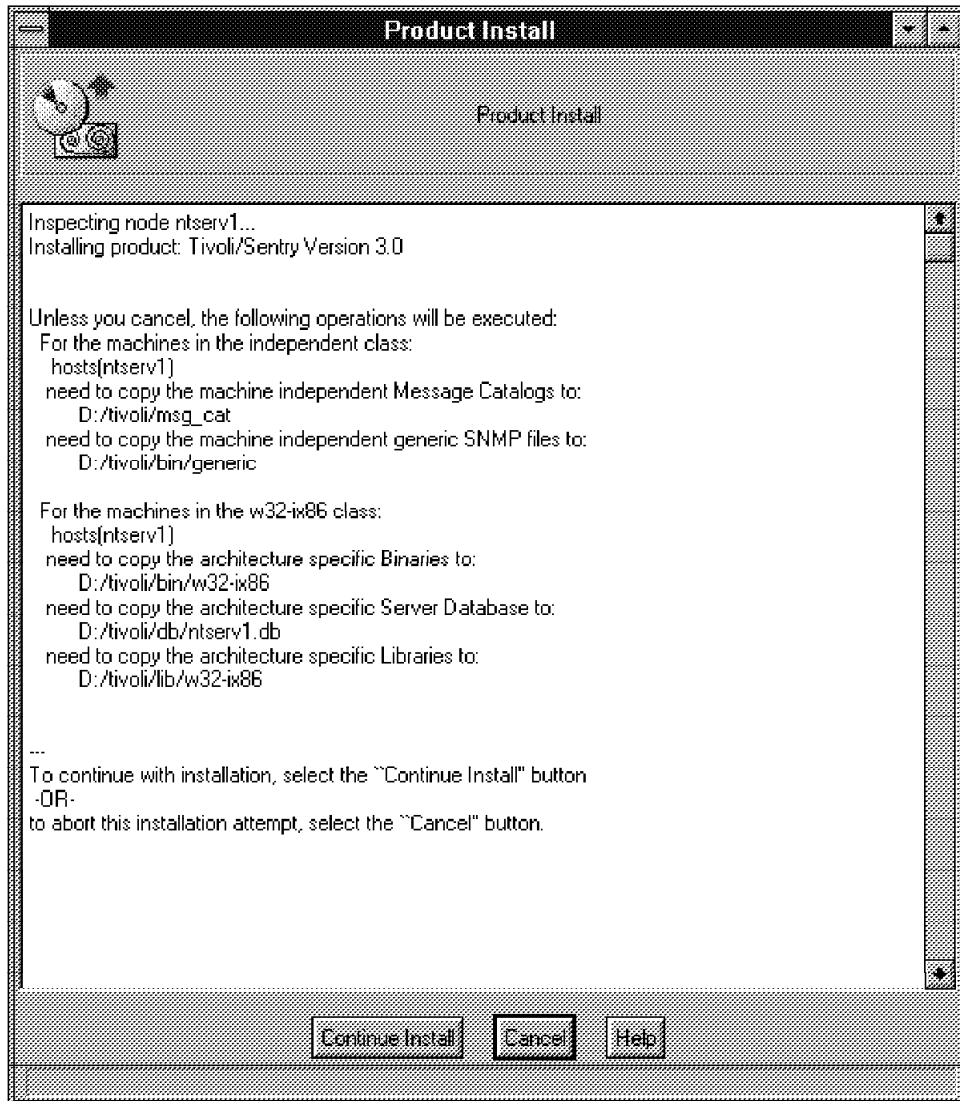 Product Install
Product Install
Inspecting node ntserv1...
Installing product: Tivoli/Sentry Version 3.0
Unless you cancel, the following operations will be executed:
For the machines in the independent class:
hosts(ntserv1)
need to copy the machine independent Message Catalogs to:
D:/tivoli/msg_cat
need to copy the machine independent generic SNMP files to:
D:/tivoli/bin/generic
For the machines in the w32-ix86 class:
hosts(ntserv1)
need to copy the architecture specific Binaries to:
D:/tivoli/bin/w32-ix86
need to copy the architecture specific Server Database to:
D:/tivoli/db/ntserv1.db
need to copy the architecture specific Libraries to:
D:/tivoli/lib/w32-ix86
---
To continue with installation, select the ``Continue Install" button
-OR-
to abort this installation attempt, select the ``Cancel" button.
Continue Install Cancel Help